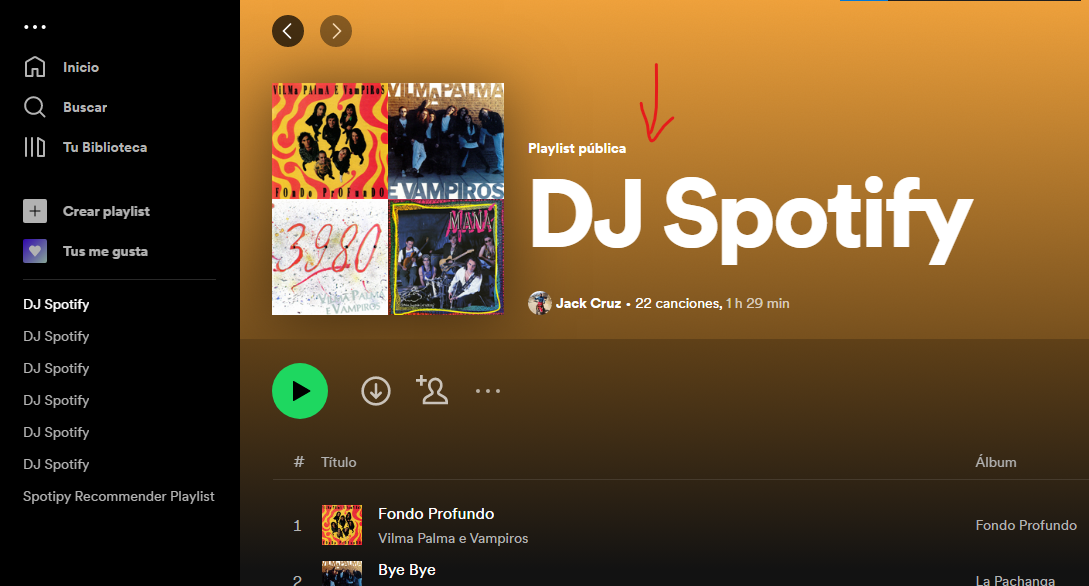 Inicio
Buscar
Tu Biblioteca
Crear playlist
Tus me gusta
DJ Spotify
DJ Spotify
DJ Spotify
DJ Spotify
DJ Spotify
DJ Spotify
Spotipy Recommender Playlist
VILMA PALMA E VAMPIROS
FONDO PROFUNDO
VILMA PALMA
E VAMPIROS
3980
VILMA PALMA
E VAMPIROS
MANA
Playlist pública
DJ Spotify
Jack Cruz • 22 canciones, 1 h 29 min
# Título Álbum
1 Fondo Profundo
Vilma Palma e Vampiros
Fondo Profundo
2 Bye Bye
La Pachanga